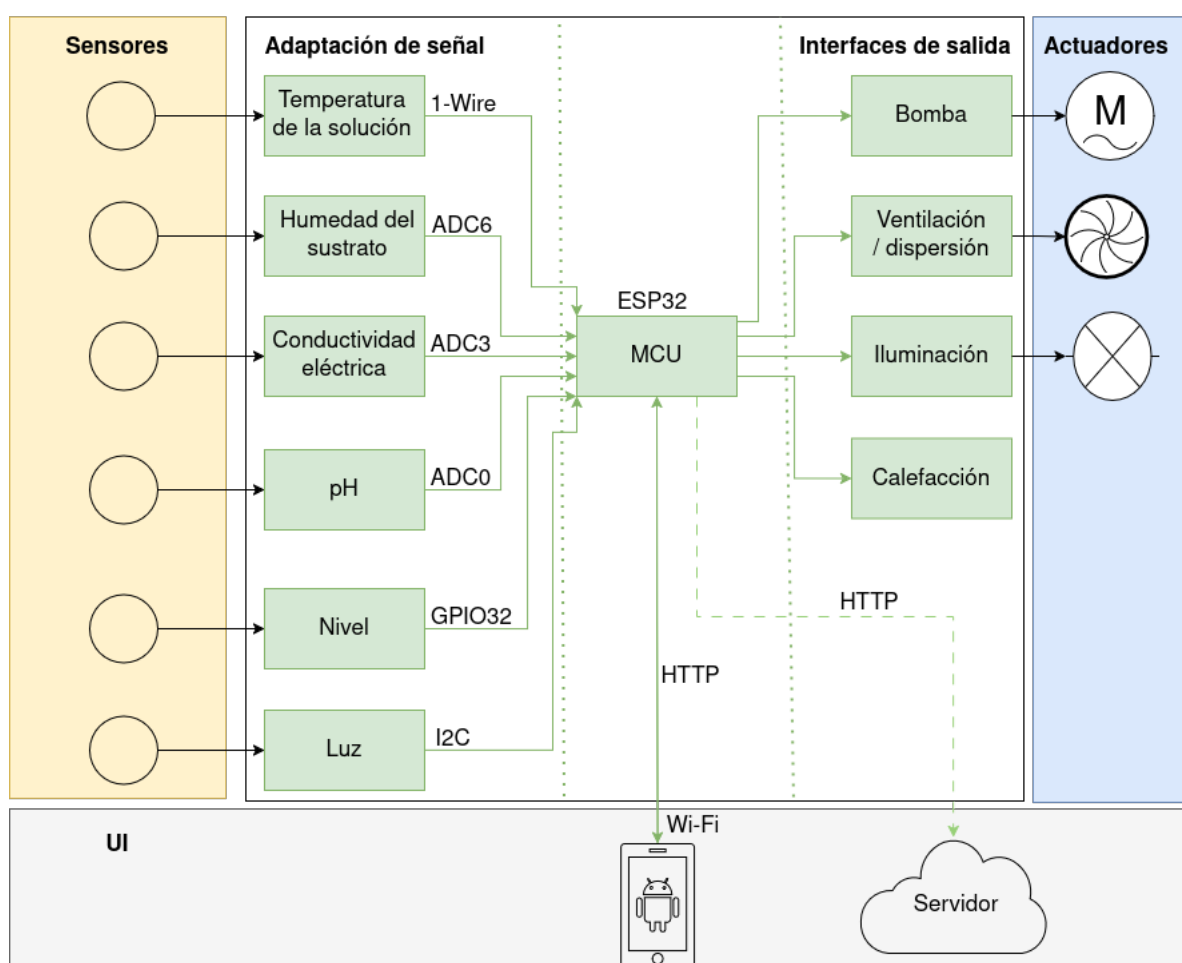 Sensores
Adaptación de señal
Interfaces de salida
Actuadores
Temperatura
de la solución
1-Wire
Bomba
M
Humedad del
sustrato
ADC6
Ventilación
/ dispersión
ESP32
MCU
Conductividad
eléctrica
ADC3
Iluminación
pH
ADC0
Calefacción
Nivel
GPIO32
HTTP
HTTP
Luz
I2C
UI
Wi-Fi
Servidor